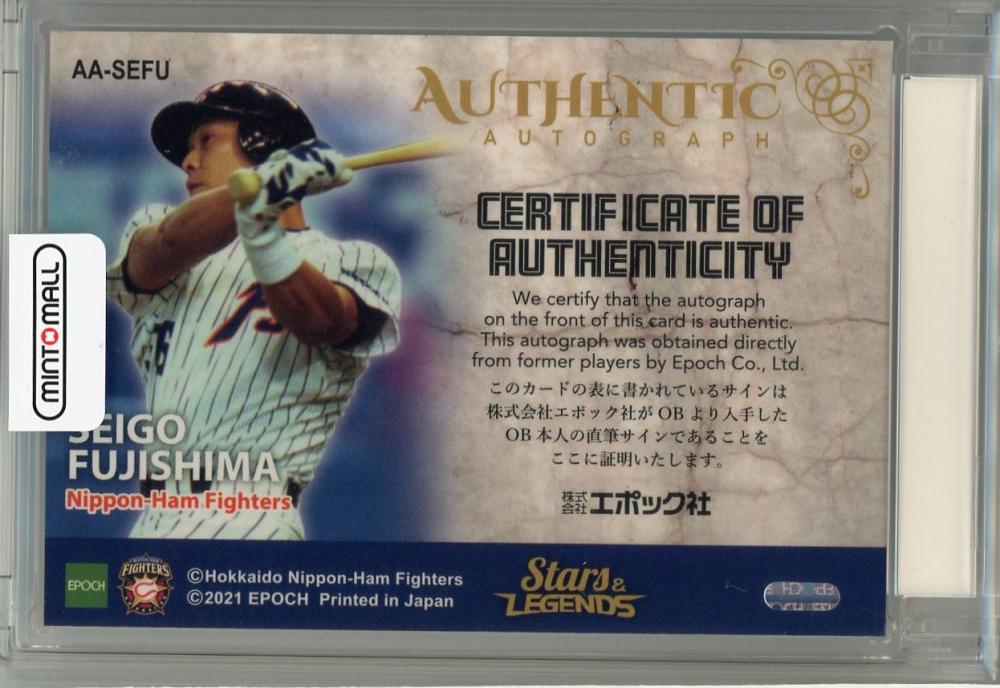 AA-SEFU
AUTHENTIC
AUTOGRAPH
CERTIFICATE OF
AUTHENTICITY
We certify that the autograph
on the front of this card is authentic.
This autograph was obtained directly
from former players by Epoch Co., Ltd.
このカードの表に書かれているサインは
株式会社エポック社が OB より入手した
OB 本人の直筆サインであることを
ここに証明いたします。
株式会社エポック社
MINTOMALL
SEIGO
FUJISHIMA
Nippon-Ham Fighters
EPOCH
FIGHTERS
©Hokkaido Nippon-Ham Fighters
©2021 EPOCH Printed in Japan
Stars &
LEGENDS